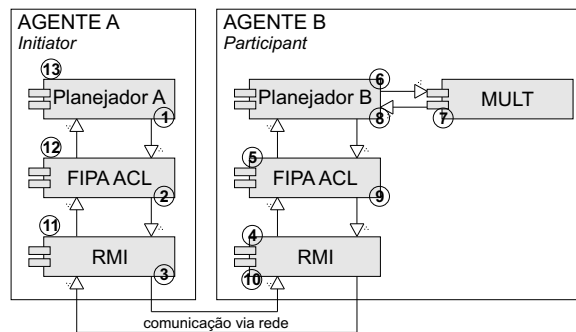 AGENTE A
Initiator
13
Planejador A
1
12
FIPA ACL
2
11
RMI
3
AGENTE B
Participant
6
Planejador B
8
MULT
7
5
FIPA ACL
9
4
RMI
10
comunicação via rede